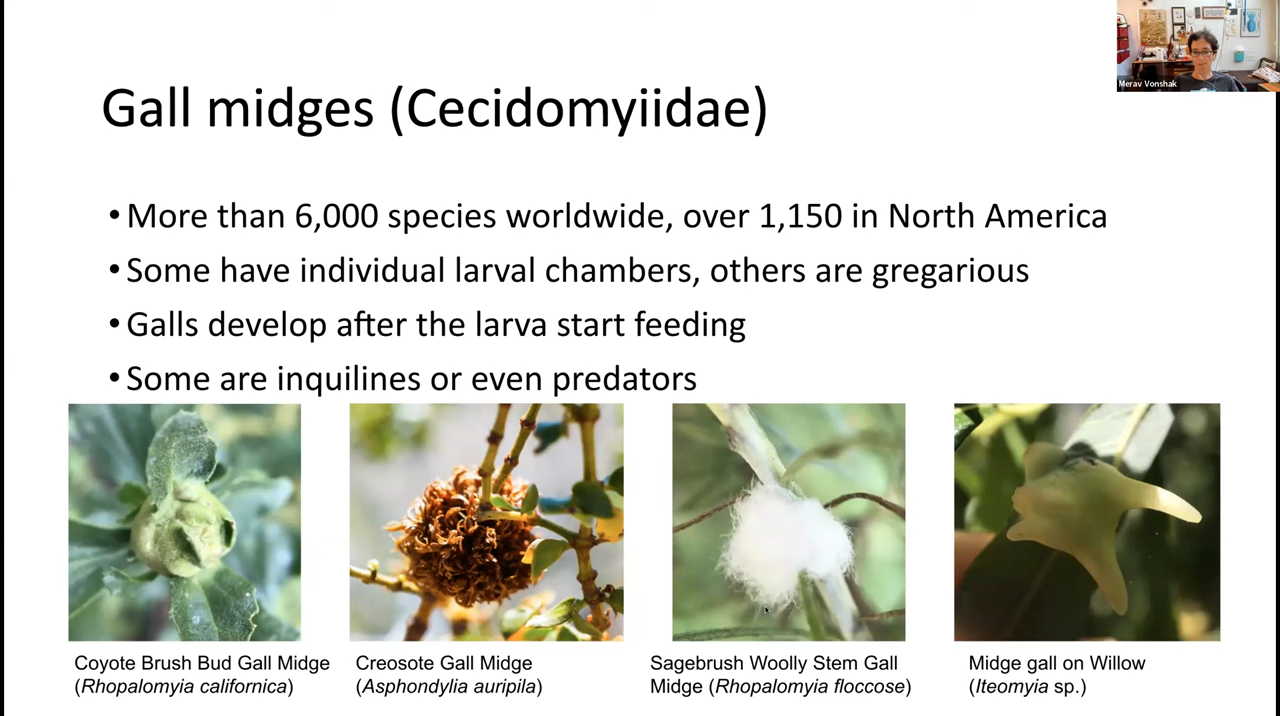 Merav Vonshak
Gall midges (Cecidomyiidae)
• More than 6,000 species worldwide, over 1,150 in North America
• Some have individual larval chambers, others are gregarious
• Galls develop after the larva start feeding
• Some are inquilines or even predators
Coyote Brush Bud Gall Midge
(Rhopalomyia californica)
Creosote Gall Midge
(Asphondylia auripila)
Sagebrush Woolly Stem Gall
Midge (Rhopalomyia floccose)
Midge gall on Willow
(Iteomyia sp.)